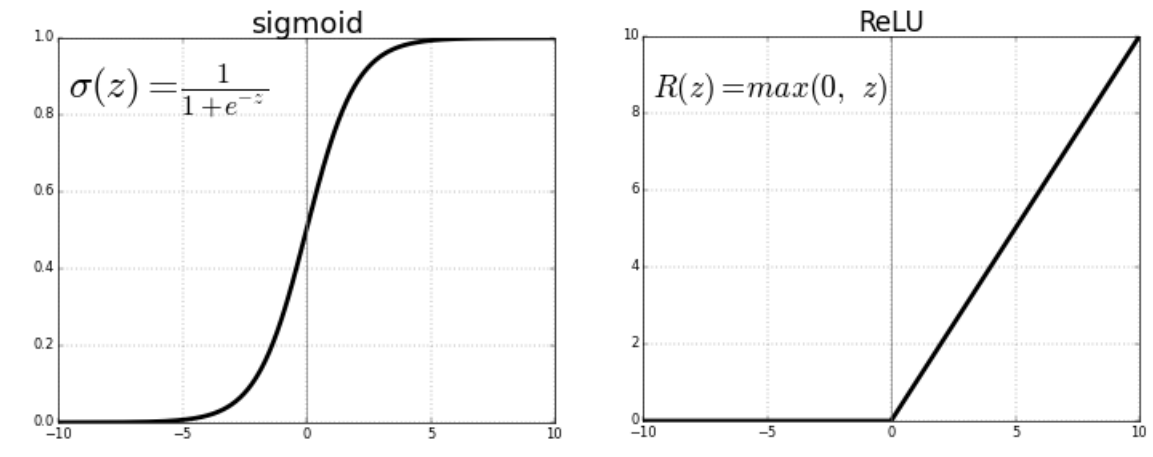 sigmoid
σ(z) = 1 / 1 + e^{-z}
1.0
0.8
0.6
0.4
0.2
0.0
−10 −5 0 5 10
ReLU
R(z) = max(0, z)
10
8
6
4
2
0
−10 −5 0 5 10